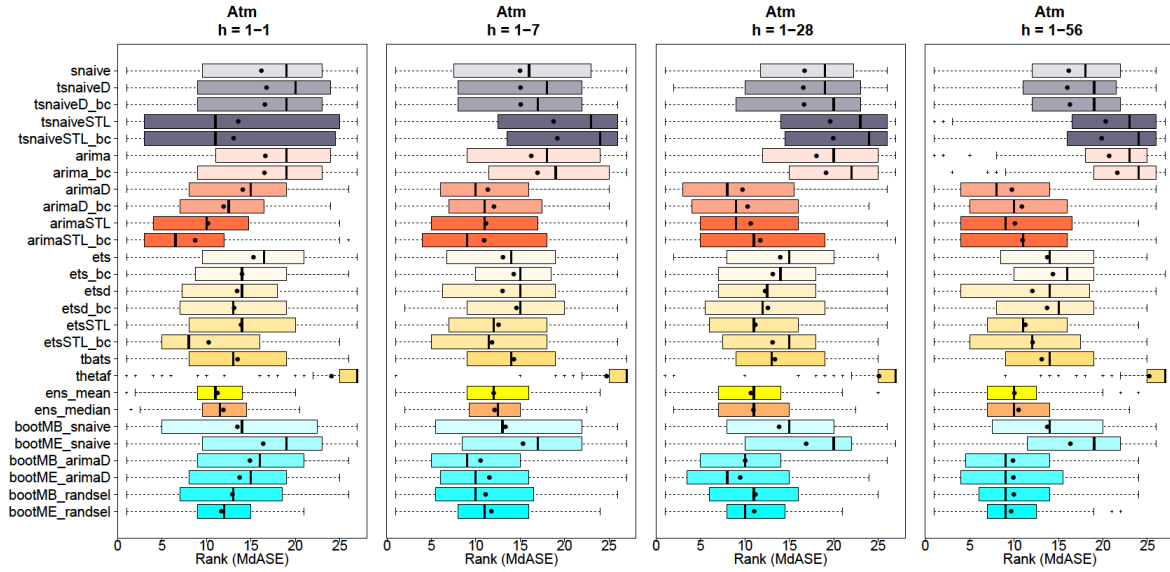 Atm
h = 1−1
Atm
h = 1−7
Atm
h = 1−28
Atm
h = 1−56
snaive
tsnaiveD
tsnaiveD_bc
tsnaiveSTL
tsnaiveSTL_bc
arima
arima_bc
arimaD
arimaD_bc
arimaSTL
arimaSTL_bc
ets
ets_bc
etsd
etsd_bc
etsSTL
etsSTL_bc
tbats
thetaf
ens_mean
ens_median
bootMB_snaive
bootME_snaive
bootMB_arimaD
bootME_arimaD
bootMB_randsel
bootME_randsel
0 5 10 15 20 25
Rank (MdASE)
0 5 10 15 20 25
Rank (MdASE)
0 5 10 15 20 25
Rank (MdASE)
0 5 10 15 20 25
Rank (MdASE)